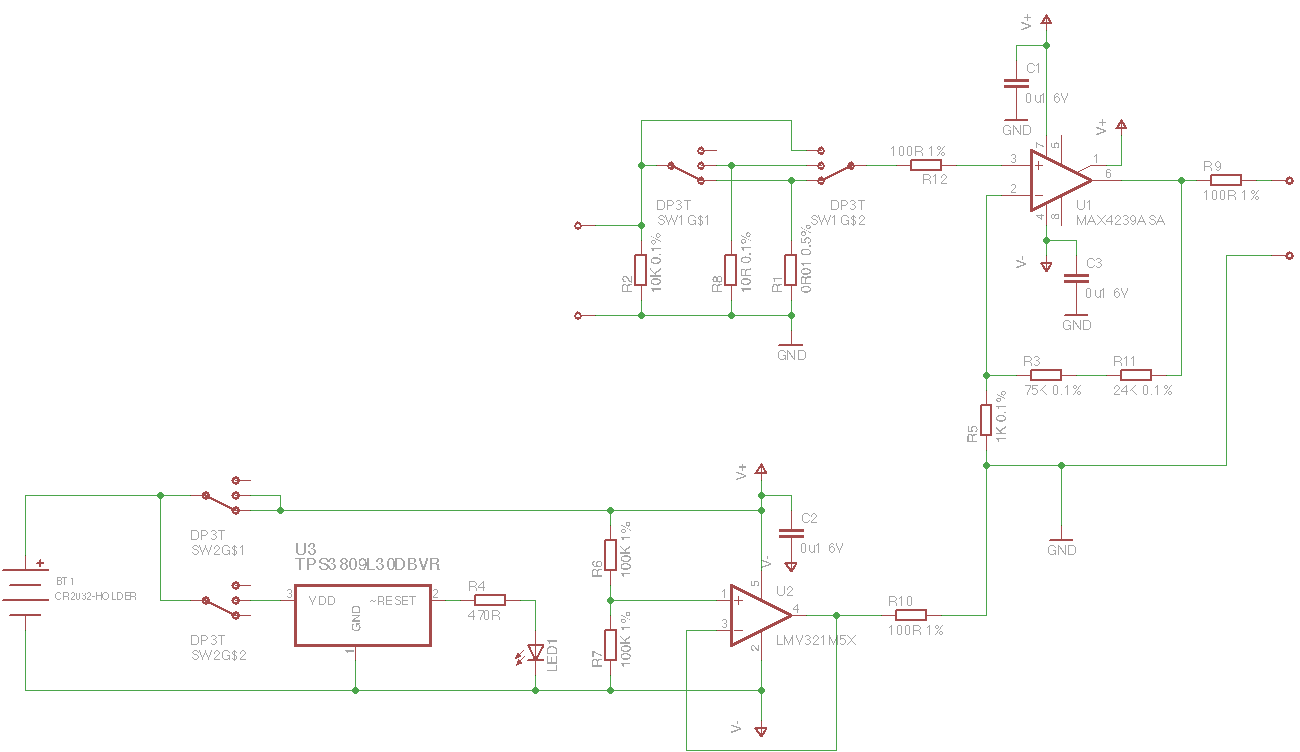 V+
C1
0u1 6V
GND
V+
100R 1%
R12
3
2
7
5
1
6
4
8
U1
MAX4239ASA
R9
100R 1%
DP3T
SW1G$1
DP3T
SW1G$2
R2
10K 0.1%
R8
10R 0.1%
R1
0R01 0.5%
GND
V-
C3
0u1 6V
GND
R3
75K 0.1%
R11
24K 0.1%
R5
1K 0.1%
GND
V+
C2
0u1 6V
V-
DP3T
SW2G$1
U3
TPS3809L30DBVR
BT1
CR2032-HOLDER
+
DP3T
SW2G$2
3
VDD
~RESET
GND
2
1
R4
470R
LED1
R6
100K 1%
R7
100K 1%
1
3
5
4
2
U2
LMV321M5X
R10
100R 1%
V-